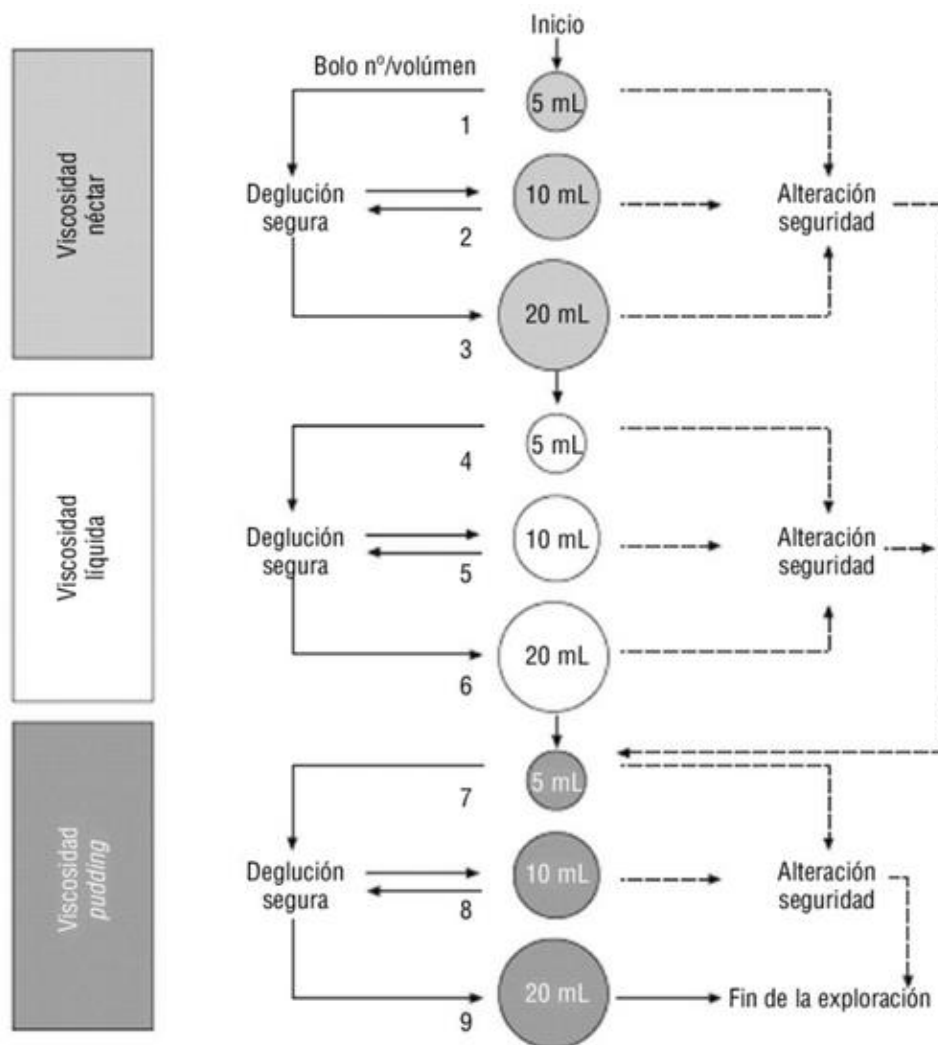 Inicio
Bolo nº/volúmen
Viscosidad
néctar
5 mL
1
Deglución
segura
10 mL
2
Alteración
seguridad
20 mL
3
Viscosidad
líquida
5 mL
4
Deglución
segura
10 mL
5
Alteración
seguridad
20 mL
6
Viscosidad
pudding
5 mL
7
Deglución
segura
10 mL
8
Alteración
seguridad
20 mL
9
Fin de la exploración